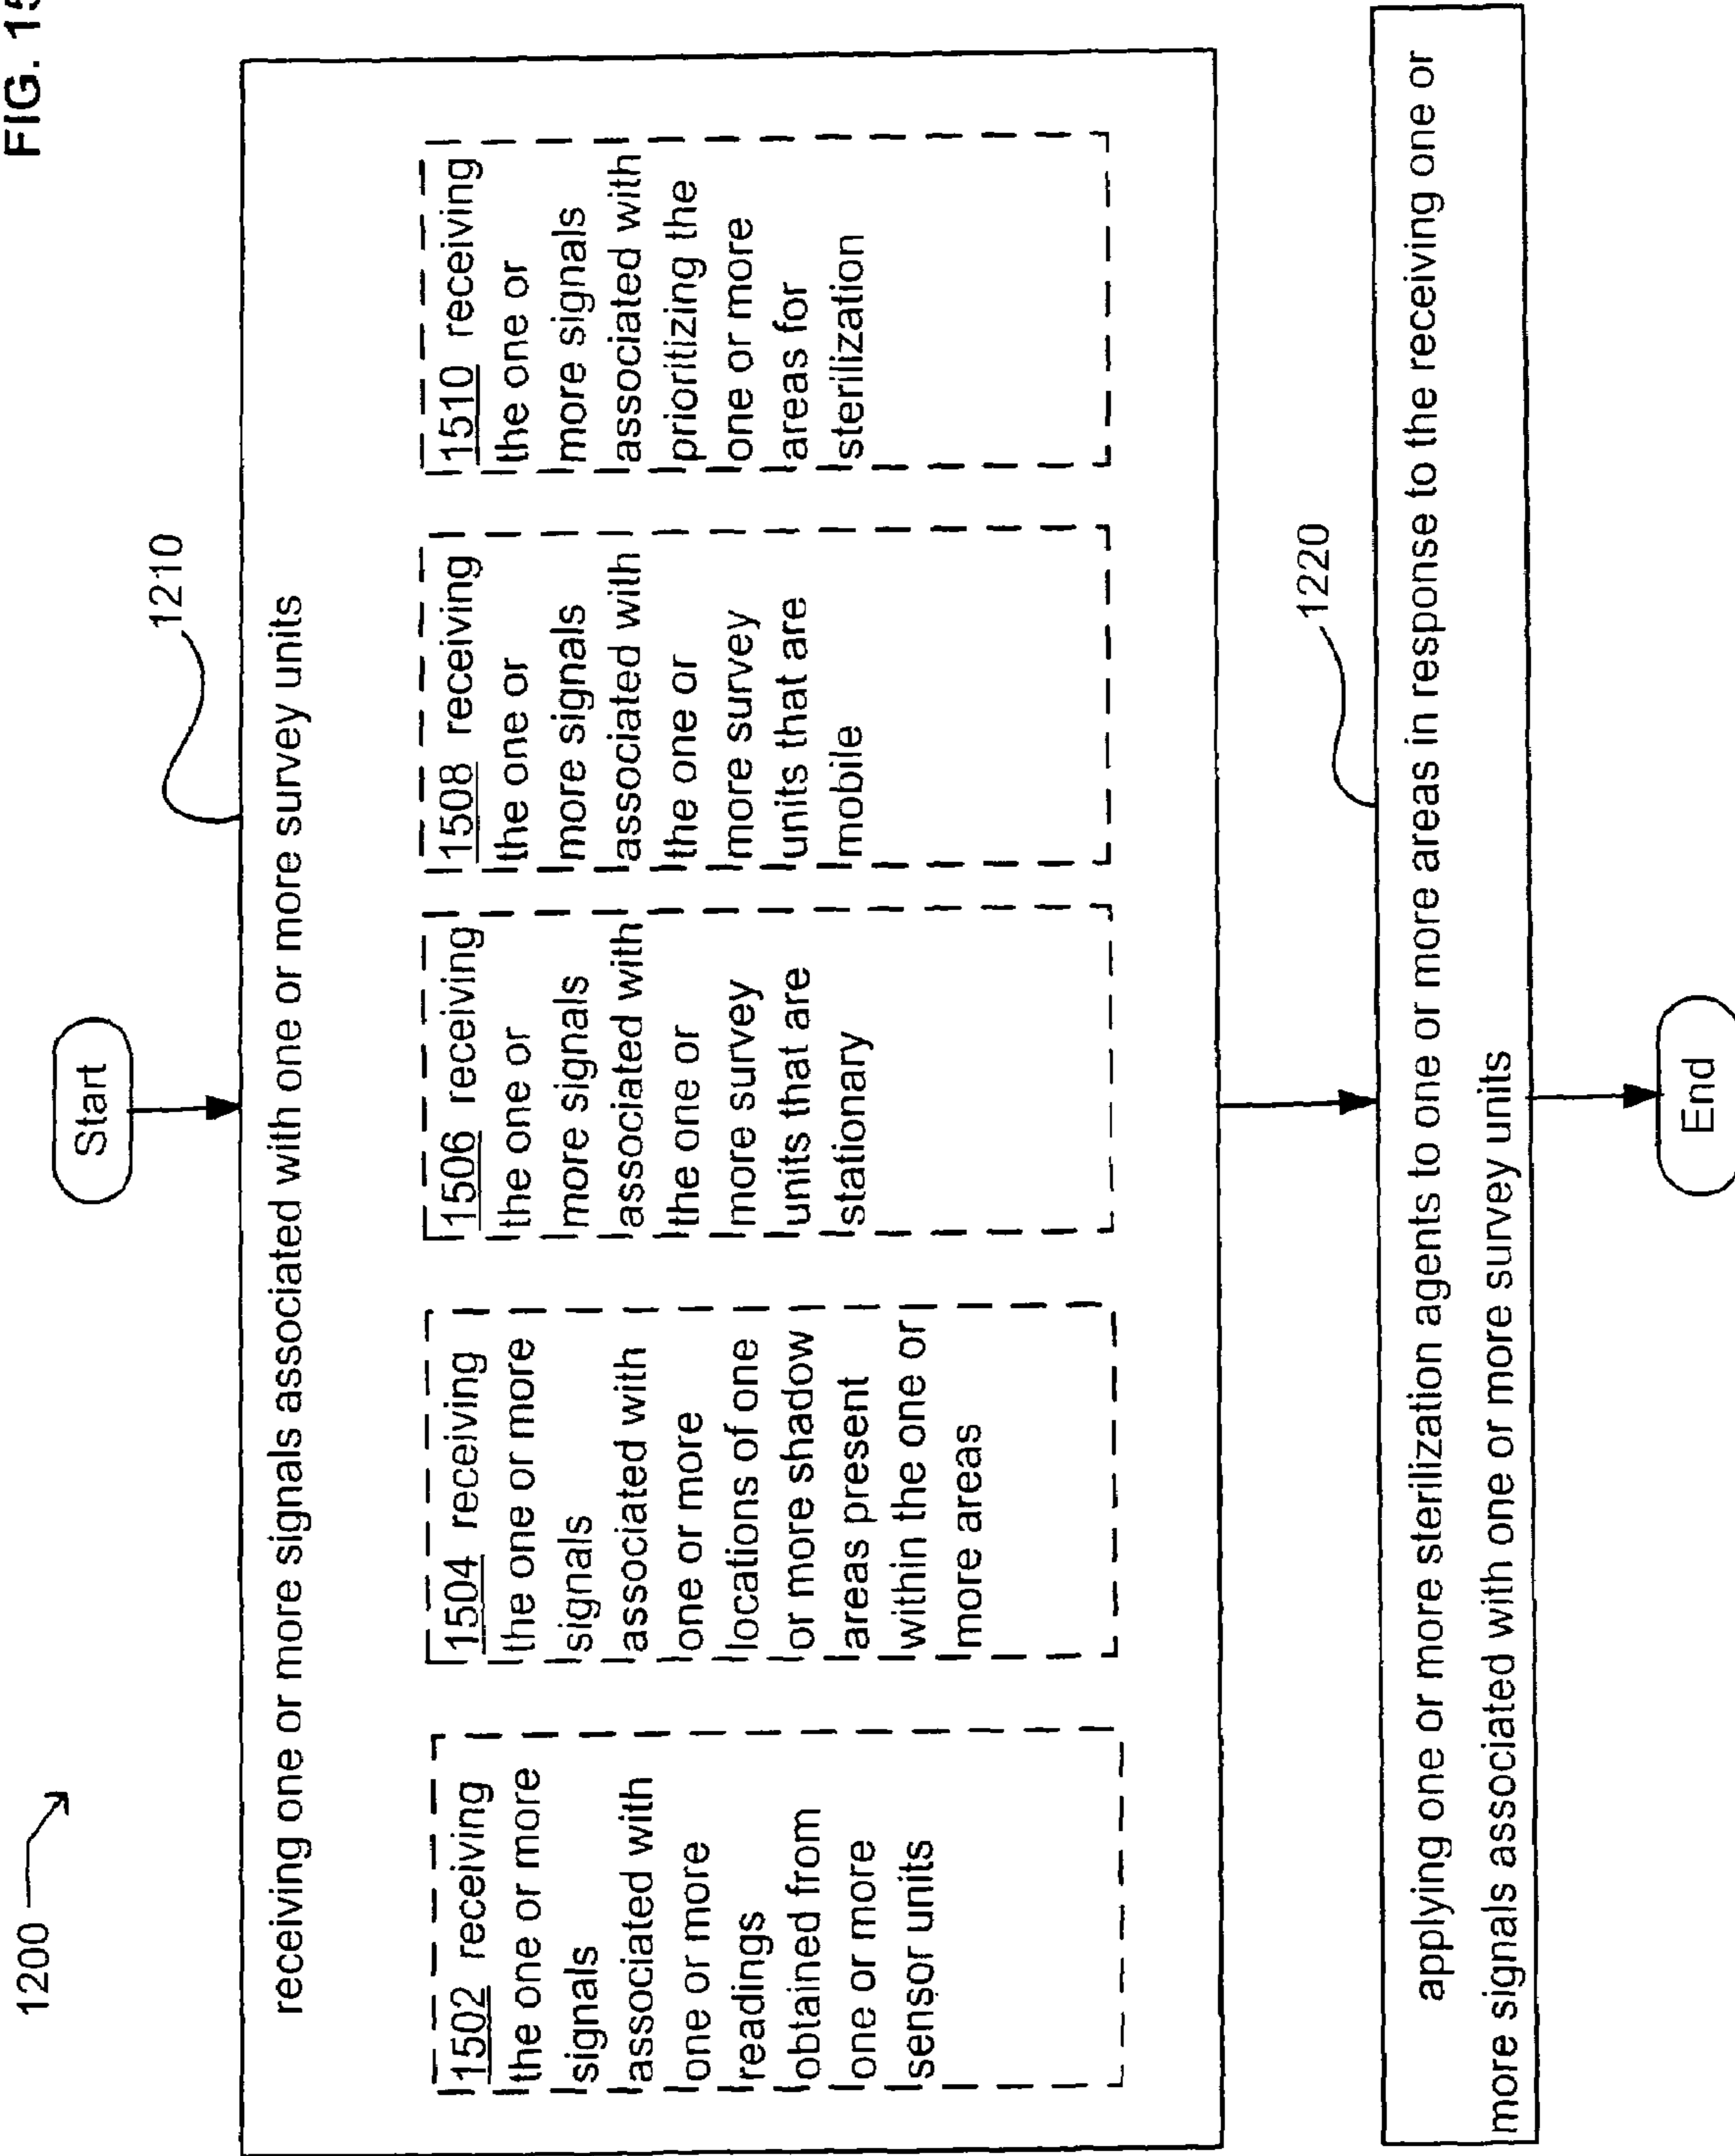 FIG. 15
1200
Start
1210
receiving one or more signals associated with one or more survey units
1502 receiving
the one or more
signals
associated with
one or more
readings
obtained from
one or more
sensor units
1504 receiving
the one or more
signals
associated with
one or more
locations of one
or more shadow
areas present
within the one or
more areas
1506 receiving
the one or
more signals
associated with
the one or
more survey
units that are
stationary
1508 receiving
the one or
more signals
associated with
the one or
more survey
units that are
mobile
1510 receiving
the one or
more signals
associated with
prioritizing the
one or more
areas for
sterilization
1220
applying one or more sterilization agents to one or more areas in response to the receiving one or
more signals associated with one or more survey units
End